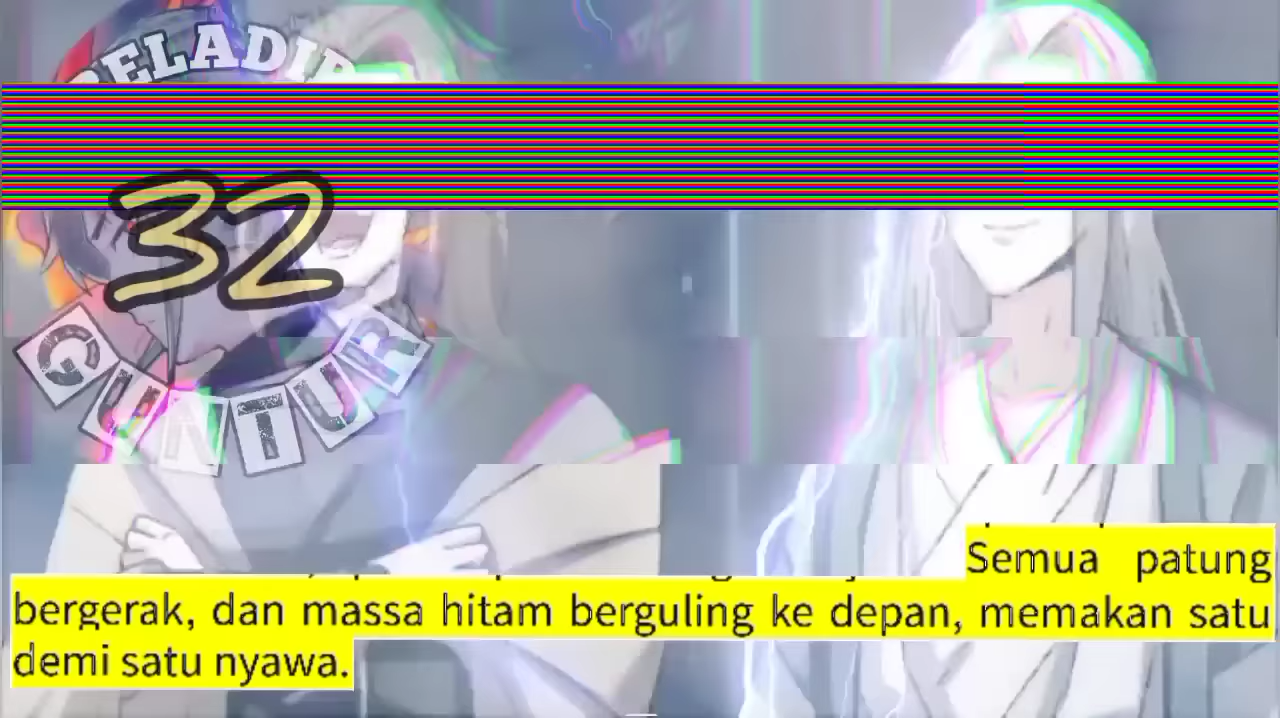 32
GUNTUR
Semua patung
bergerak, dan massa hitam berguling ke depan, memakan satu
demi satu nyawa.